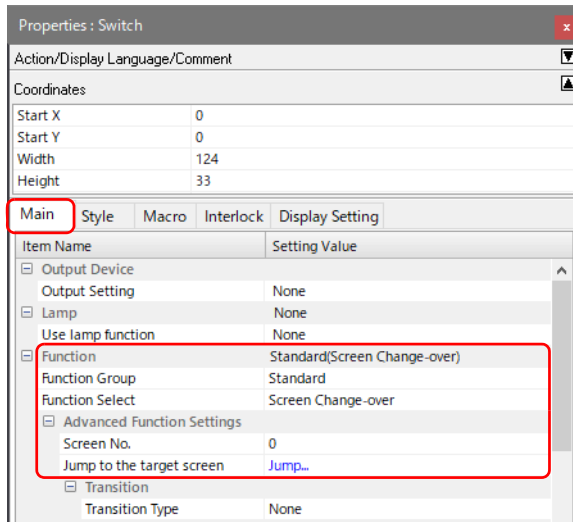 Properties : Switch x
Action/Display Language/Comment
Coordinates
Start X 0
Start Y 0
Width 124
Height 33
Main Style Macro Interlock Display Setting
Item Name Setting Value
Output Device
Output Setting None
Lamp None
Use lamp function None
Function Standard(Screen Change-over)
Function Group Standard
Function Select Screen Change-over
Advanced Function Settings
Screen No. 0
Jump to the target screen Jump...
Transition
Transition Type None